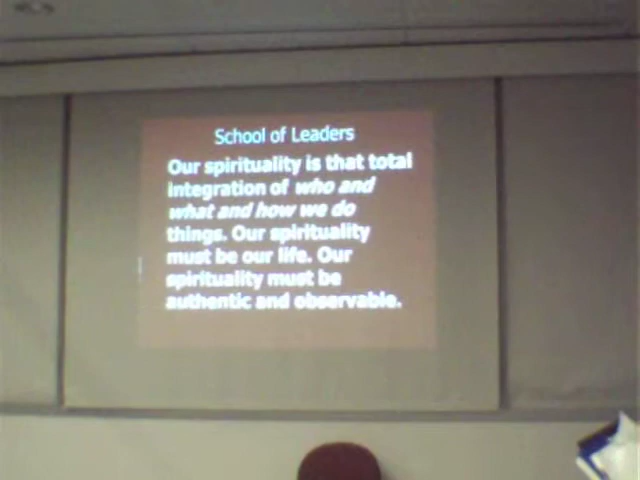 School of Leaders
Our spirituality is that total
integration of who and
what and how we do
things. Our spirituality
must be our life. Our
spirituality must be
authentic and observable.